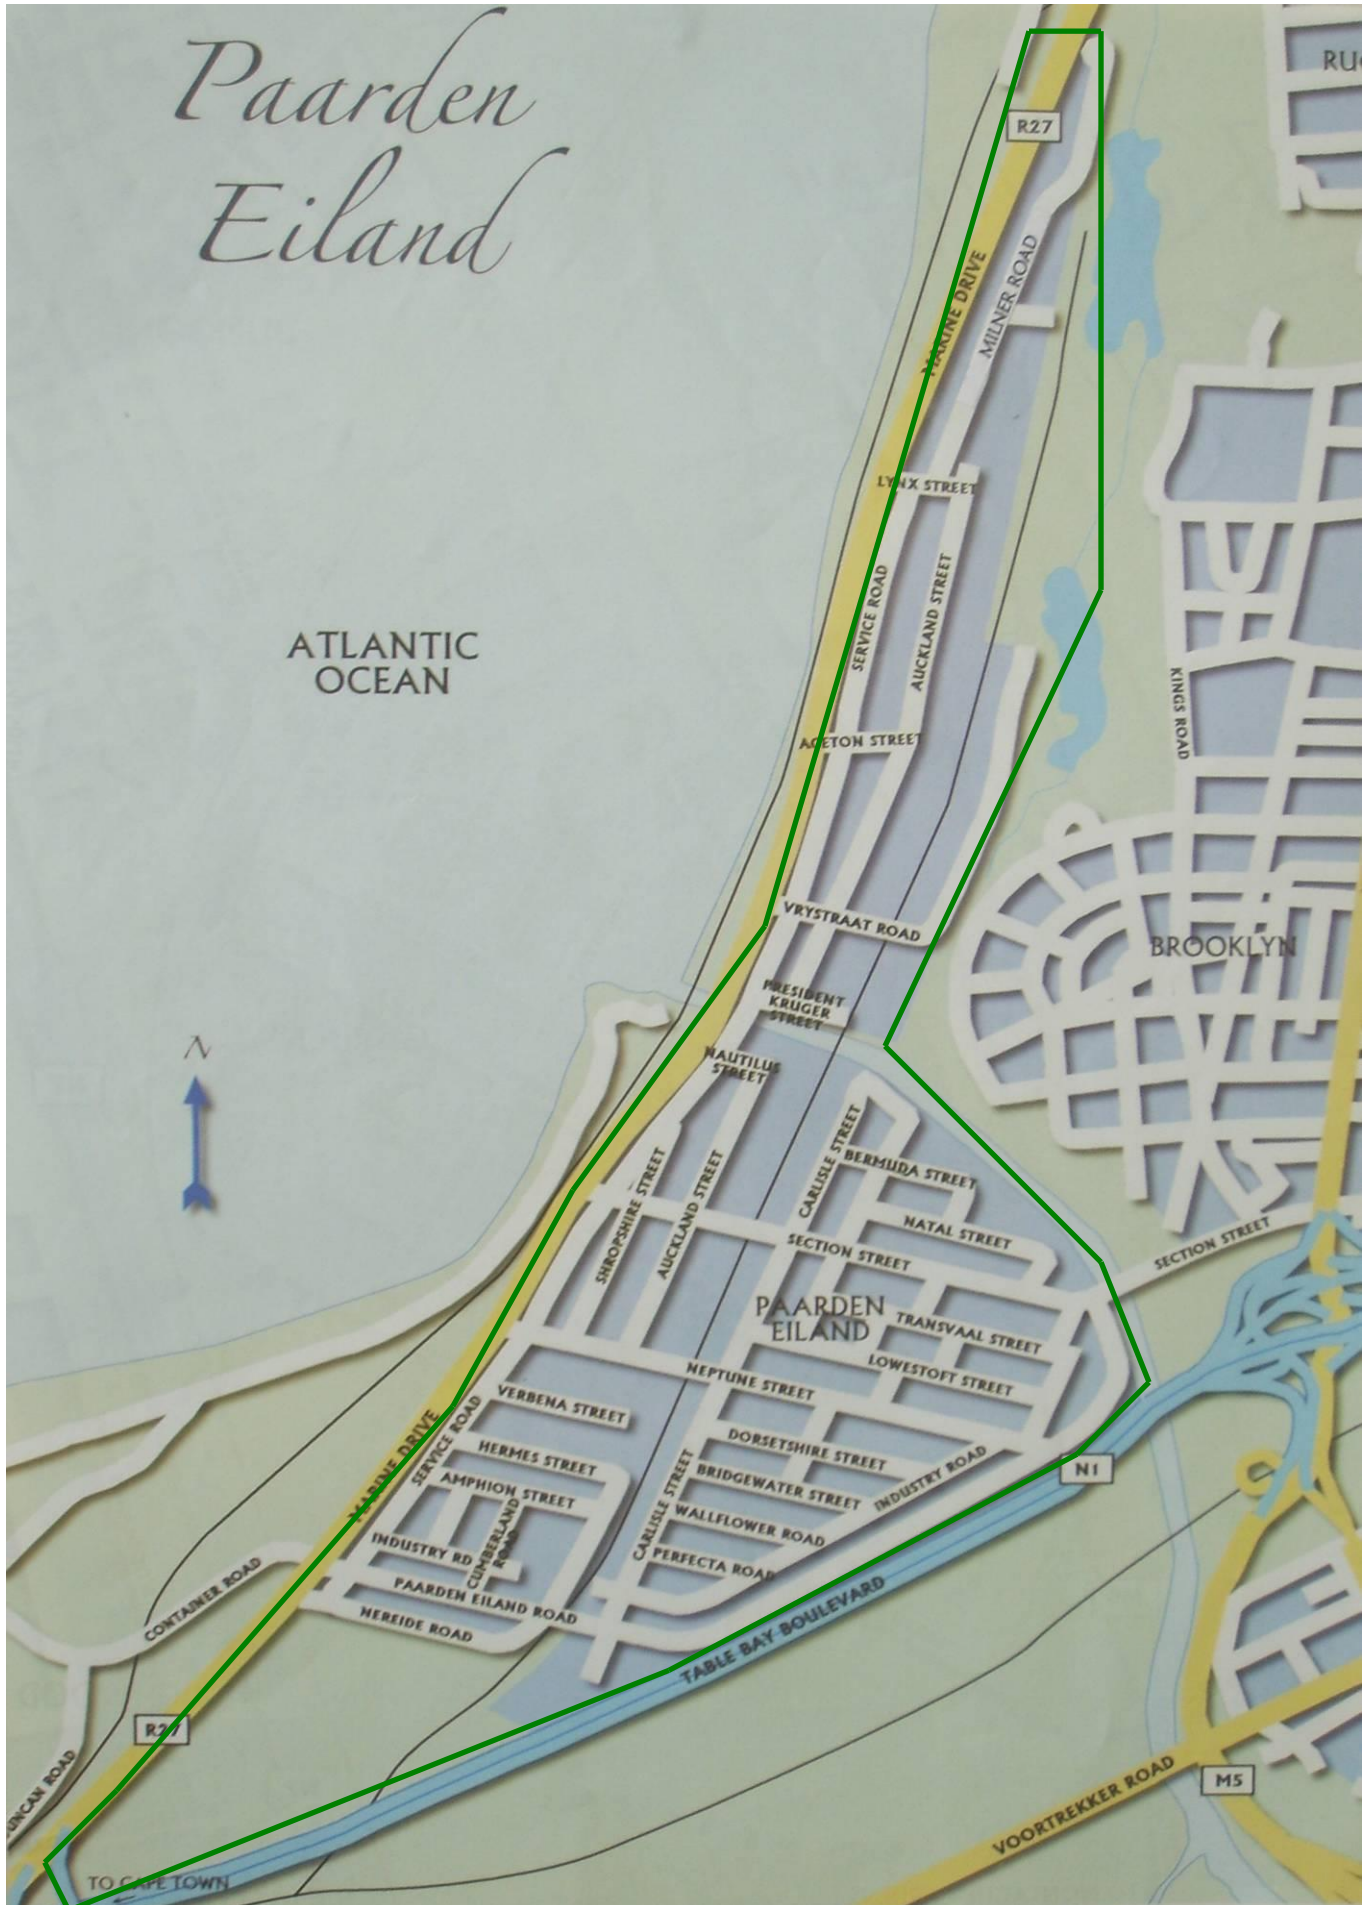 Paarden
Eiland
RU
R27
MARINE DRIVE
MILNER ROAD
LYNX STREET
SERVICE ROAD
AUCKLAND STREET
ATLANTIC
OCEAN
KINGS ROAD
ACETON STREET
VRYSTRAAT ROAD
BROOKLYN
PRESIDENT
KRUGER
STREET
N
NAUTILUS
STREET
CARLISLE STREET
BERMUDA STREET
SHROPSHIRE STREET
AUCKLAND STREET
NATAL STREET
SECTION STREET
SECTION STREET
PAARDEN
EILAND
TRANSVAAL STREET
LOWESTOFT STREET
NEPTUNE STREET
VERBENA STREET
MARINE DRIVE
SERVICE ROAD
HERMES STREET
DORSETSHIRE STREET
AMPHION STREET
BRIDGEWATER STREET
INDUSTRY ROAD
N1
CARLISLE STREET
CUMBERLAND
ROAD
WALLFLOWER ROAD
INDUSTRY RD
PERFECTA ROAD
CONTAINER ROAD
PAARDEN EILAND ROAD
NEREIDE ROAD
TABLE BAY BOULEVARD
R27
UNCAN ROAD
M5
VOORTREKKER ROAD
TO CAPE TOWN